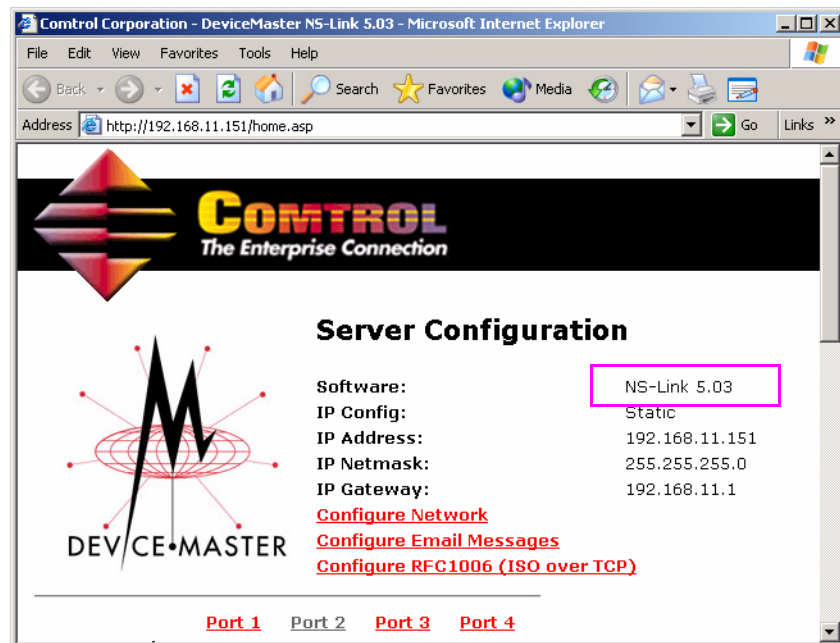 Comtrol Corporation - DeviceMaster NS-Link 5.03 - Microsoft Internet Explorer
File Edit View Favorites Tools Help
Back Search Favorites Media
Address http://192.168.11.151/home.asp Go Links »
COMTROL
The Enterprise Connection
Server Configuration
Software: NS-Link 5.03
IP Config: Static
IP Address: 192.168.11.151
IP Netmask: 255.255.255.0
IP Gateway: 192.168.11.1
Configure Network
Configure Email Messages
Configure RFC1006 (ISO over TCP)
DEVICE•MASTER
Port 1 Port 2 Port 3 Port 4